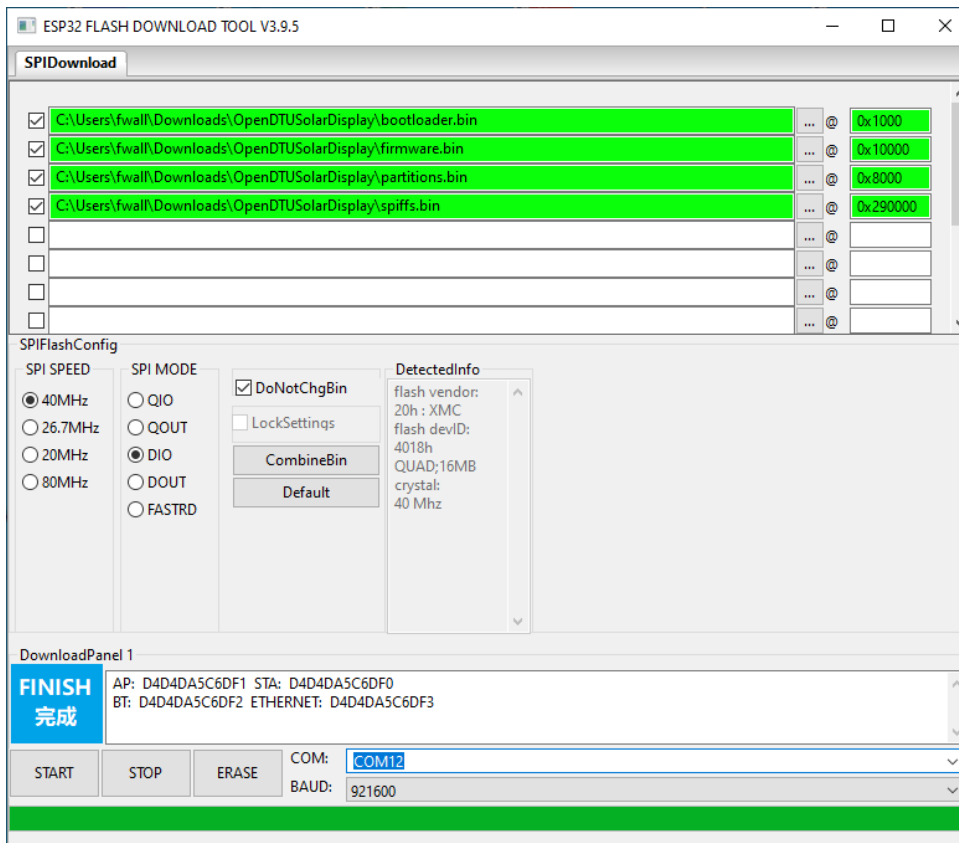 ESP32 FLASH DOWNLOAD TOOL V3.9.5
SPIDownload
C:\Users\fwall\Downloads\OpenDTUSolarDisplay\bootloader.bin ... @ 0x1000
C:\Users\fwall\Downloads\OpenDTUSolarDisplay\firmware.bin ... @ 0x10000
C:\Users\fwall\Downloads\OpenDTUSolarDisplay\partitions.bin ... @ 0x8000
C:\Users\fwall\Downloads\OpenDTUSolarDisplay\spiffs.bin ... @ 0x290000
... @
... @
... @
... @
SPIFlashConfig
SPI SPEED
40MHz
26.7MHz
20MHz
80MHz
SPI MODE
QIO
QOUT
DIO
DOUT
FASTRD
DoNotChgBin
LockSettings
CombineBin
Default
DetectedInfo
flash vendor:
20h : XMC
flash devID:
4018h
QUAD;16MB
crystal:
40 Mhz
DownloadPanel 1
FINISH
完成
AP: D4D4DA5C6DF1 STA: D4D4DA5C6DF0
BT: D4D4DA5C6DF2 ETHERNET: D4D4DA5C6DF3
START
STOP
ERASE
COM: COM12
BAUD: 921600